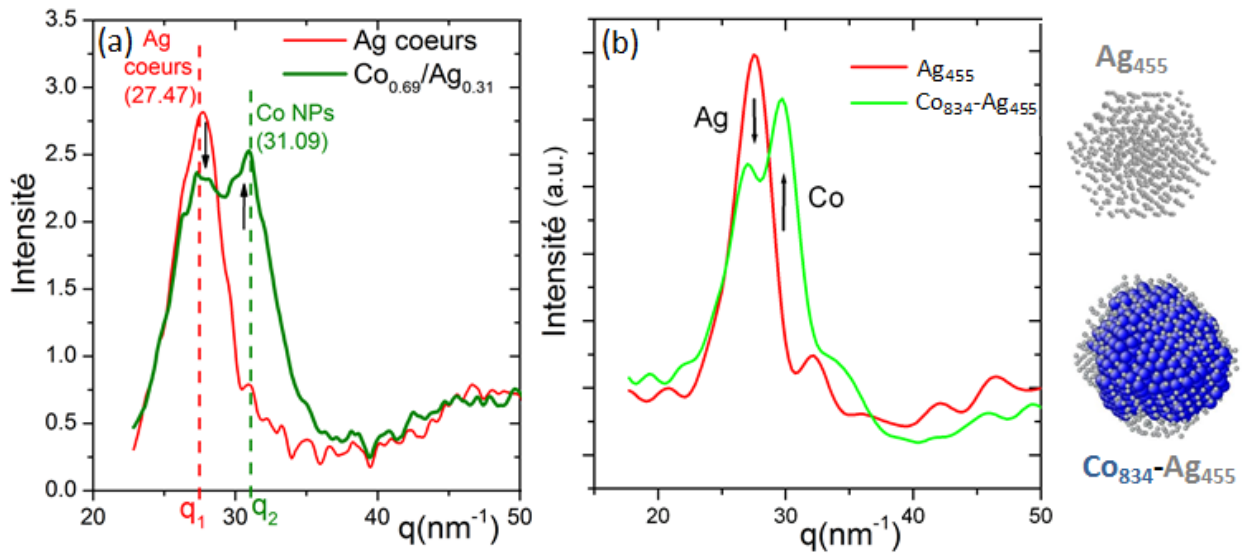 (a)
Ag
coeurs
(27.47)
Ag coeurs
Co₀.₆₉/Ag₀.₃₁
Co NPs
(31.09)
Intensité
3.5
3.0
2.5
2.0
1.5
1.0
0.5
0.0
20 30 40 50
q₁ q₂ q(nm⁻¹)
(b)
Ag₄₅₅
Co₈₃₄-Ag₄₅₅
Ag
Co
Intensité (a.u.)
20 30 40 50
q(nm⁻¹)
Ag₄₅₅
Co₈₃₄-Ag₄₅₅